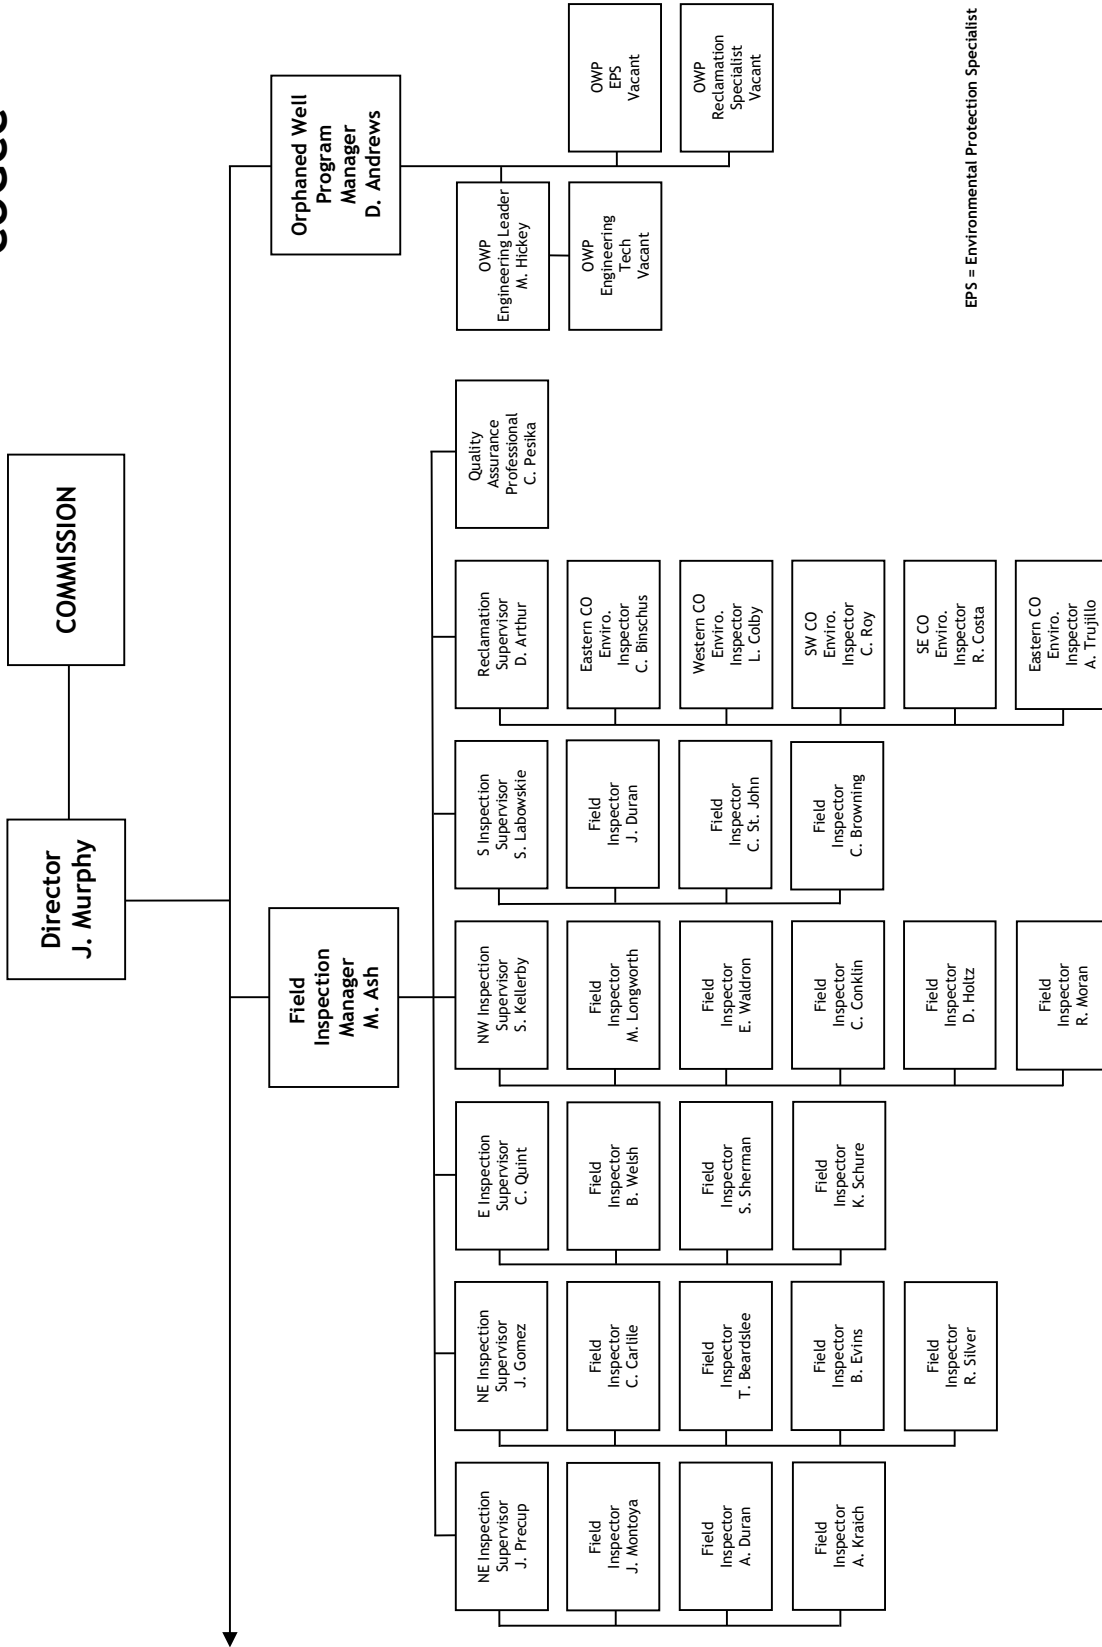 COMMISSION
Director
J. Murphy
Field
Inspection
Manager
M. Ash
Orphaned Well
Program
Manager
D. Andrews
NE Inspection
Supervisor
J. Precup
Field
Inspector
J. Montoya
Field
Inspector
A. Duran
Field
Inspector
A. Kraich
NE Inspection
Supervisor
J. Gomez
Field
Inspector
C. Carlile
Field
Inspector
T. Beardslee
Field
Inspector
B. Evins
Field
Inspector
R. Silver
E Inspection
Supervisor
C. Quint
Field
Inspector
B. Welsh
Field
Inspector
S. Sherman
Field
Inspector
K. Schure
NW Inspection
Supervisor
S. Kellerby
Field
Inspector
M. Longworth
Field
Inspector
E. Waldron
Field
Inspector
C. Conklin
Field
Inspector
D. Holtz
Field
Inspector
R. Moran
S Inspection
Supervisor
S. Labowskie
Field
Inspector
J. Duran
Field
Inspector
C. St. John
Field
Inspector
C. Browning
Reclamation
Supervisor
D. Arthur
Eastern CO
Enviro.
Inspector
C. Binschus
Western CO
Enviro.
Inspector
L. Colby
SW CO
Enviro.
Inspector
C. Roy
SE CO
Enviro.
Inspector
R. Costa
Eastern CO
Enviro.
Inspector
A. Trujillo
Quality
Assurance
Professional
C. Pesika
OWP
Engineering Leader
M. Hickey
OWP
Engineering
Tech
Vacant
OWP
EPS
Vacant
OWP
Reclamation
Specialist
Vacant
EPS = Environmental Protection Specialist